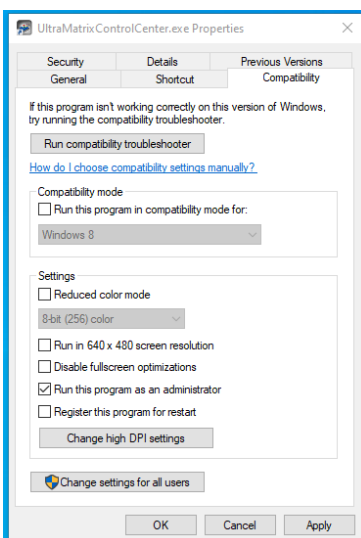 UltraMatrixControlCenter.exe Properties
Security Details Previous Versions
General Shortcut Compatibility
If this program isn't working correctly on this version of Windows,
try running the compatibility troubleshooter.
Run compatibility troubleshooter
How do I choose compatibility settings manually?
Compatibility mode
Run this program in compatibility mode for:
Windows 8
Settings
Reduced color mode
8-bit (256) color
Run in 640 x 480 screen resolution
Disable fullscreen optimizations
Run this program as an administrator
Register this program for restart
Change high DPI settings
Change settings for all users
OK Cancel Apply